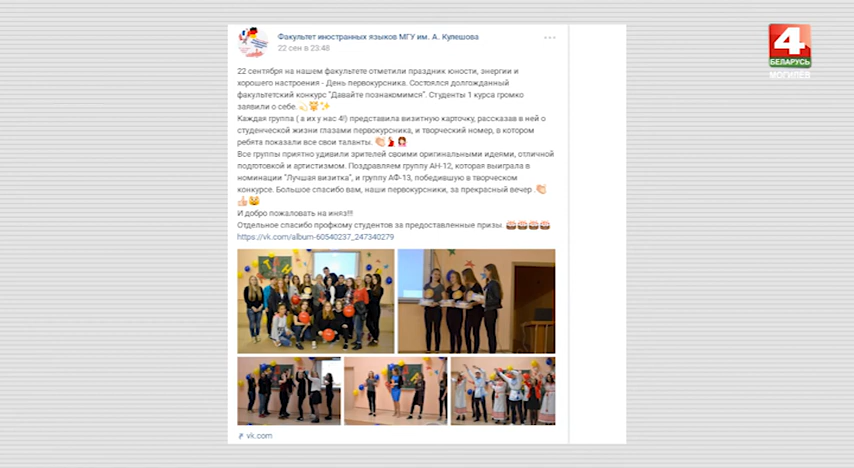 Факультет иностранных языков МГУ им. А. Кулешова
22 сен в 23:48
4
БЕЛАРУСЬ
МОГИЛЕВ
22 сентября на нашем факультете отметили праздник юности, энергии и
хорошего настроения - День первокурсника. Состоялся долгожданный
факультетский конкурс "Давайте познакомимся". Студенты 1 курса громко
заявили о себе. 👏🏻😻✨
Каждая группа ( а их у нас 4!) представила визитную карточку, рассказав в ней о
студенческой жизни глазами первокурсника, и творческий номер, в котором
ребята показали все свои таланты.
Все группы приятно удивили зрителей своими оригинальными идеями, отличной
подготовкой и артистизмом. Поздравляем группу АН-12, которая выиграла в
номинации "Лучшая визитка", и группу АФ-13, победившую в творческом
конкурсе. Большое спасибо вам, наши первокурсники, за прекрасный вечер.
И добро пожаловать на иняз!!!
Отдельное спасибо профкому студентов за предоставленные призы.
https://vk.com/album-60540237_247340279
vk.com